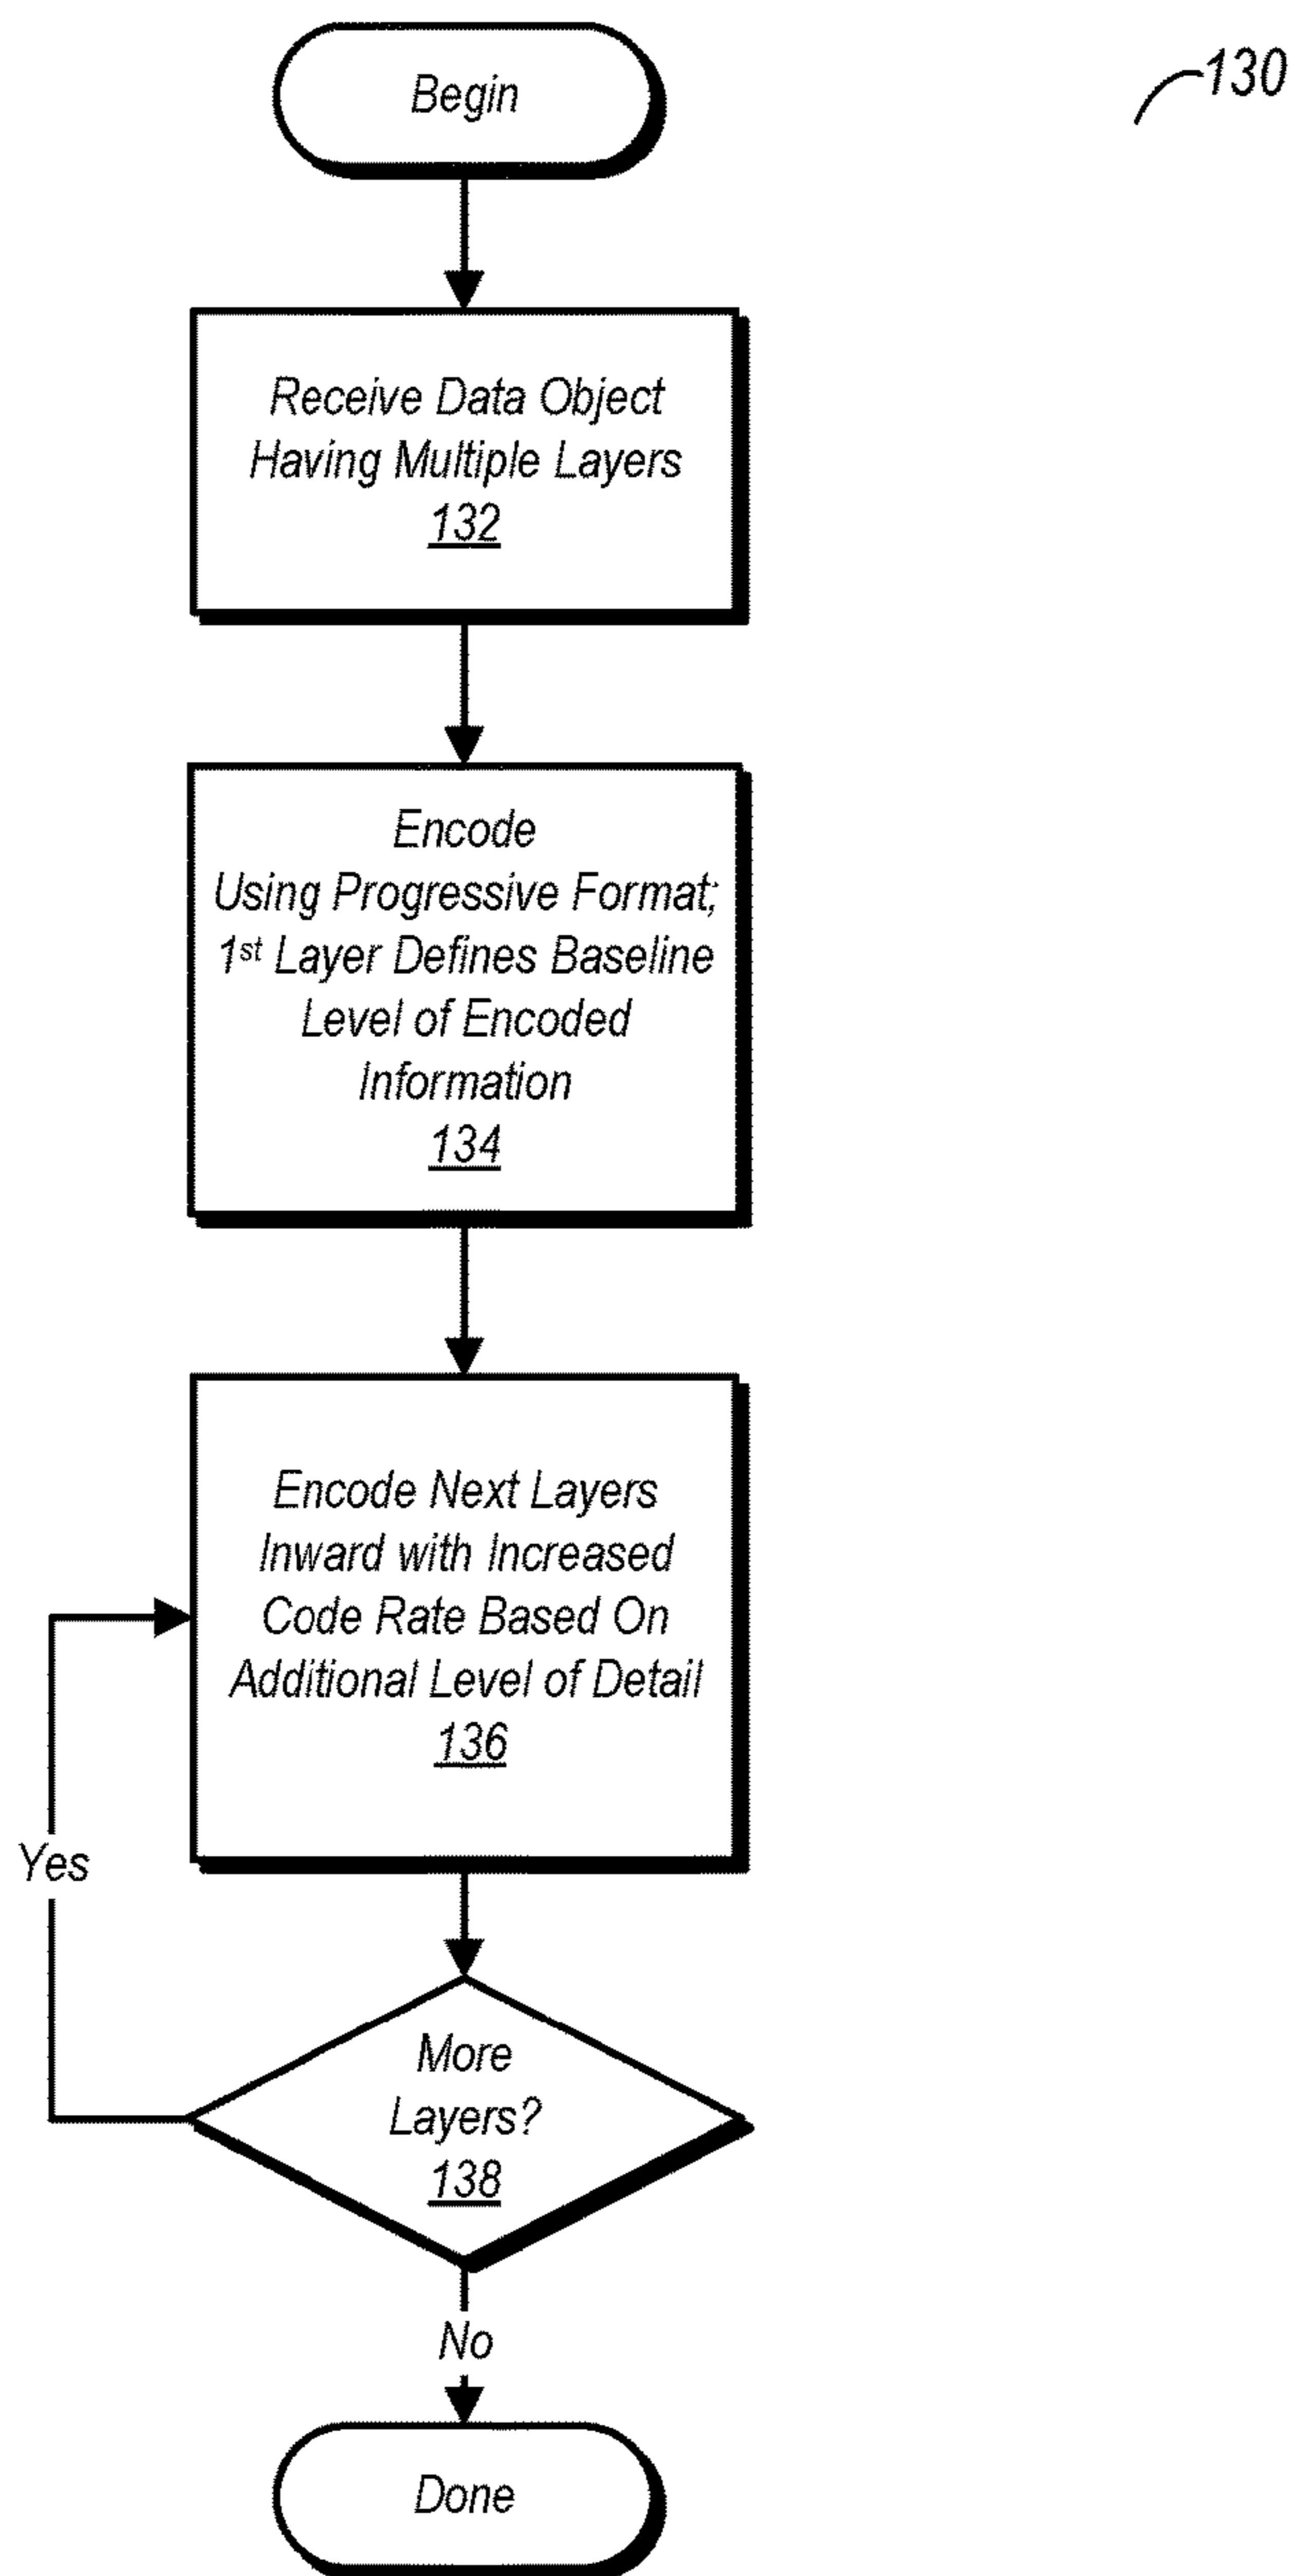 130
Begin
Receive Data Object
Having Multiple Layers
132
Encode
Using Progressive Format;
1st Layer Defines Baseline
Level of Encoded
Information
134
Encode Next Layers
Inward with Increased
Code Rate Based On
Additional Level of Detail
136
Yes
More
Layers?
138
No
Done